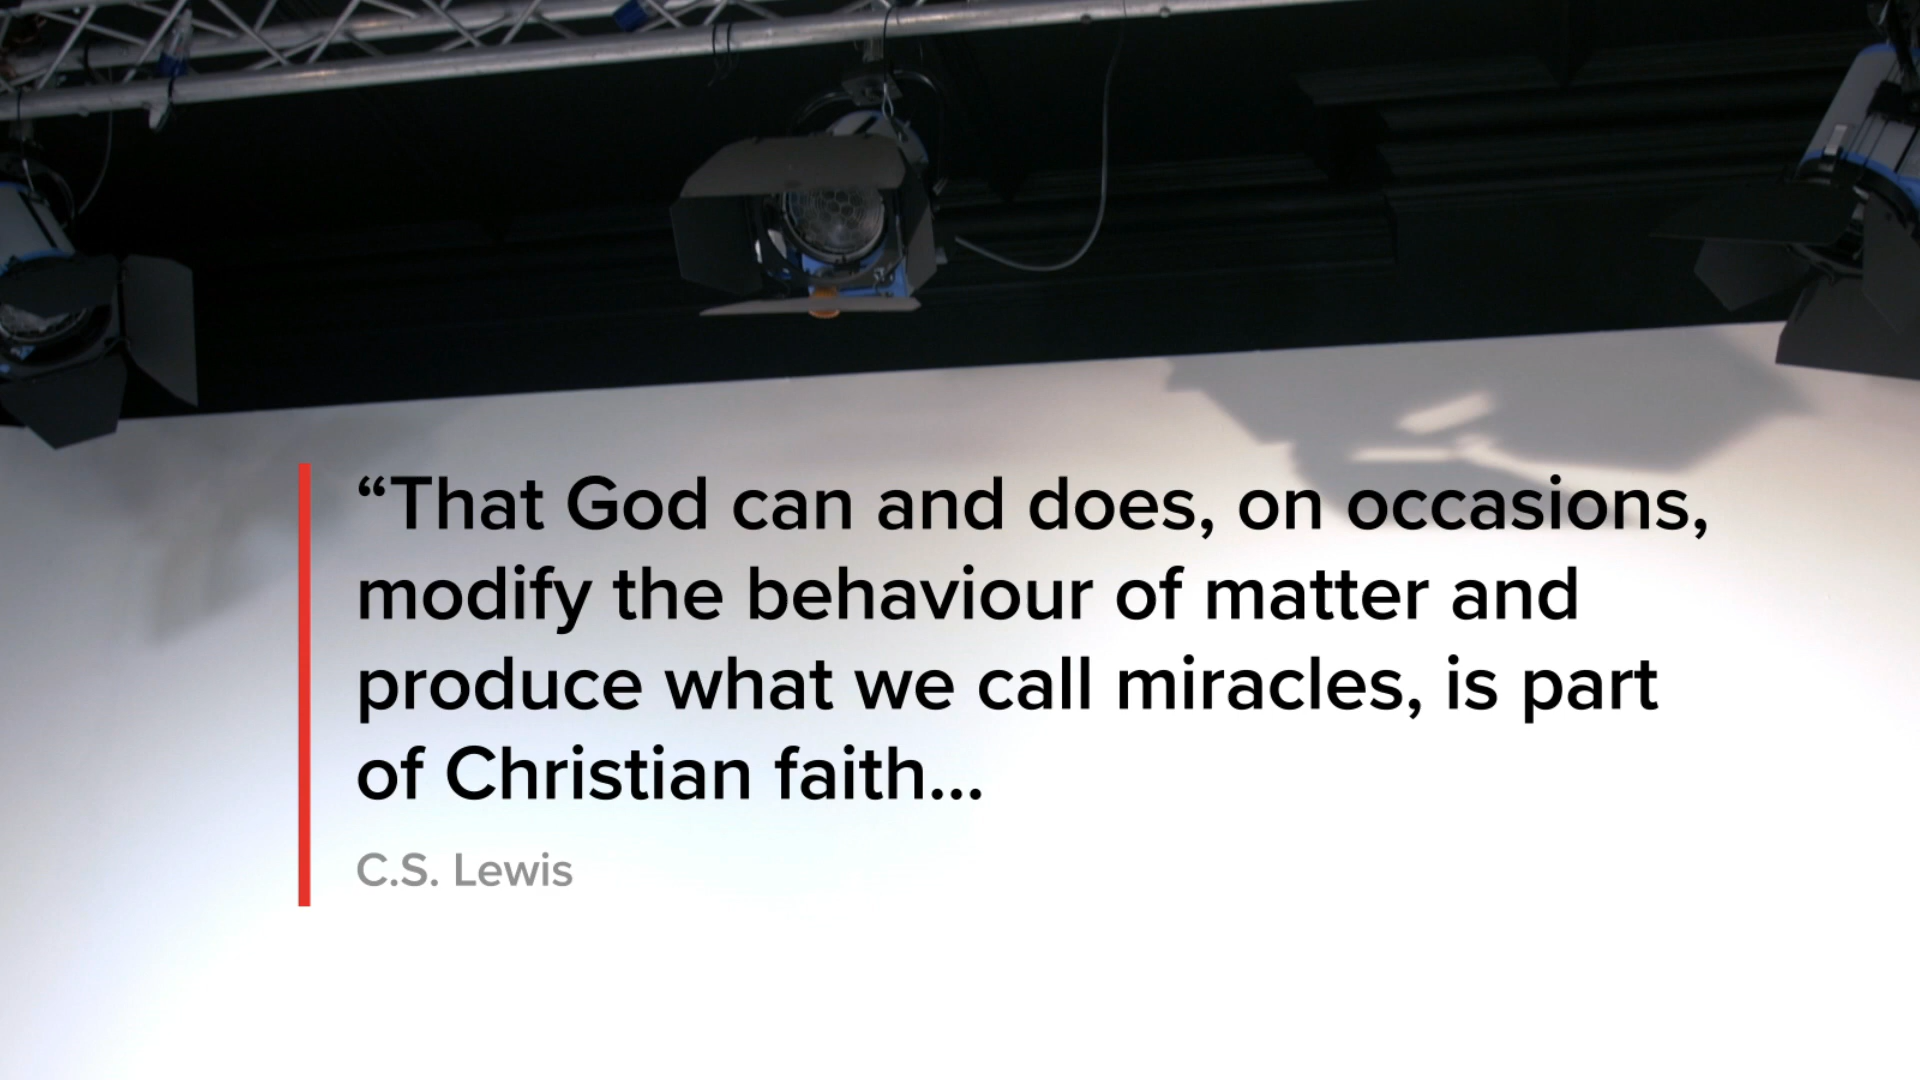 “That God can and does, on occasions,
modify the behaviour of matter and
produce what we call miracles, is part
of Christian faith...
C.S. Lewis